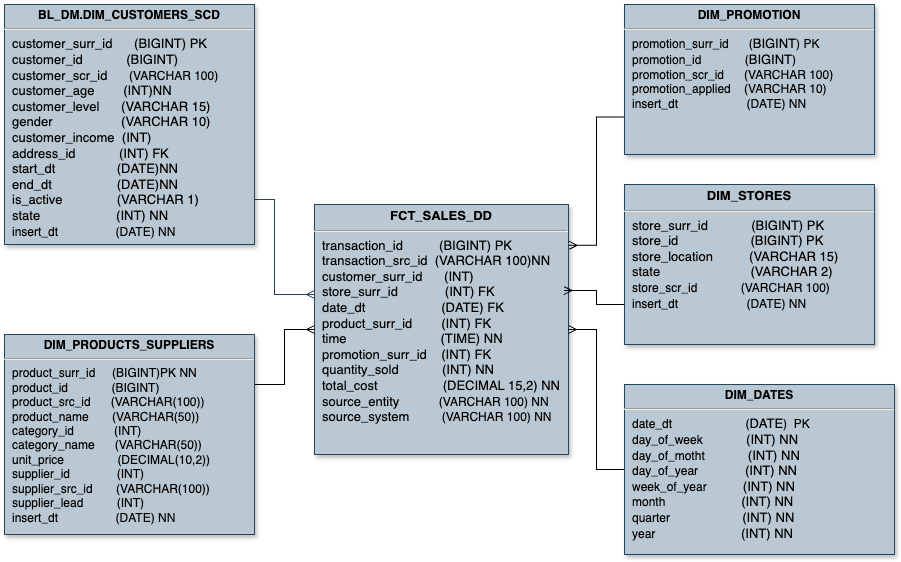 BL_DM.DIM_CUSTOMERS_SCD
customer_surr_id (BIGINT) PK
customer_id (BIGINT)
customer_scr_id (VARCHAR 100)
customer_age (INT)NN
customer_level (VARCHAR 15)
gender (VARCHAR 10)
customer_income (INT)
address_id (INT) FK
start_dt (DATE)NN
end_dt (DATE)NN
is_active (VARCHAR 1)
state (INT) NN
insert_dt (DATE) NN
DIM_PRODUCTS_SUPPLIERS
product_surr_id (BIGINT)PK NN
product_id (BIGINT)
product_src_id (VARCHAR(100))
product_name (VARCHAR(50))
category_id (INT)
category_name (VARCHAR(50))
unit_price (DECIMAL(10,2))
supplier_id (INT)
supplier_src_id (VARCHAR(100))
supplier_lead (INT)
insert_dt (DATE) NN
FCT_SALES_DD
transaction_id (BIGINT) PK
transaction_src_id (VARCHAR 100)NN
customer_surr_id (INT)
store_surr_id (INT) FK
date_dt (DATE) FK
product_surr_id (INT) FK
time (TIME) NN
promotion_surr_id (INT) FK
quantity_sold (INT) NN
total_cost (DECIMAL 15,2) NN
source_entity (VARCHAR 100) NN
source_system (VARCHAR 100) NN
DIM_PROMOTION
promotion_surr_id (BIGINT) PK
promotion_id (BIGINT)
promotion_scr_id (VARCHAR 100)
promotion_applied (VARCHAR 10)
insert_dt (DATE) NN
DIM_STORES
store_surr_id (BIGINT) PK
store_id (BIGINT) PK
store_location (VARCHAR 15)
state (VARCHAR 2)
store_scr_id (VARCHAR 100)
insert_dt (DATE) NN
DIM_DATES
date_dt (DATE) PK
day_of_week (INT) NN
day_of_motht (INT) NN
day_of_year (INT) NN
week_of_year (INT) NN
month (INT) NN
quarter (INT) NN
year (INT) NN